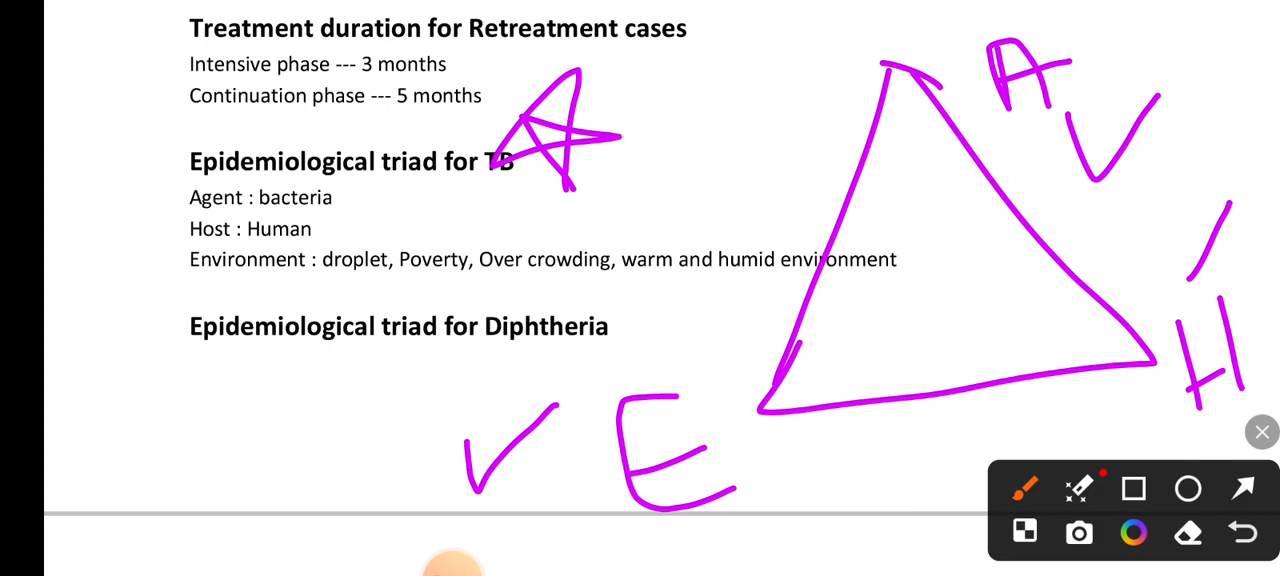 Treatment duration for Retreatment cases
Intensive phase --- 3 months
Continuation phase --- 5 months
A
Epidemiological triad for TB
Agent : bacteria
Host : Human
Environment : droplet, Poverty, Over crowding, warm and humid environment
Epidemiological triad for Diphtheria
H
E